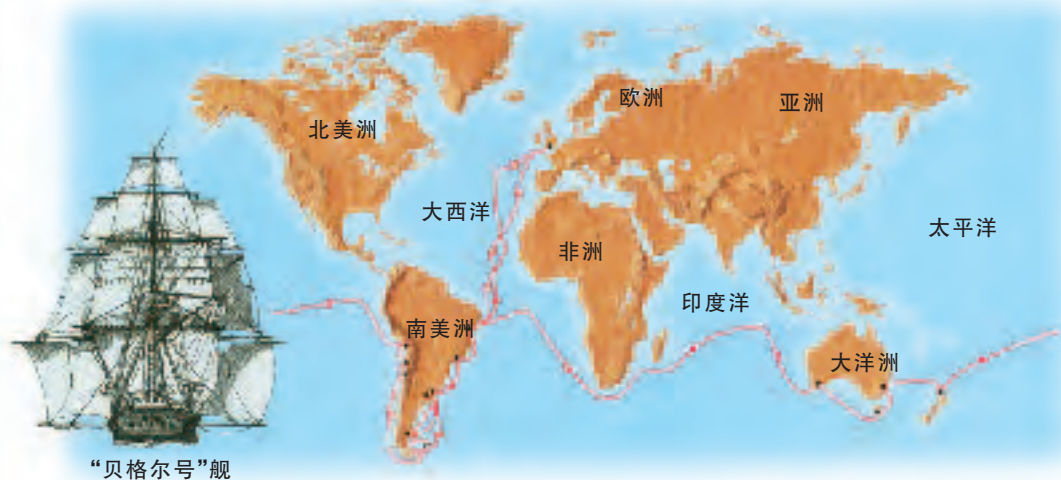 欧洲
亚洲
北美洲
大西洋
太平洋
非洲
印度洋
南美洲
大洋洲
“贝格尔号”舰